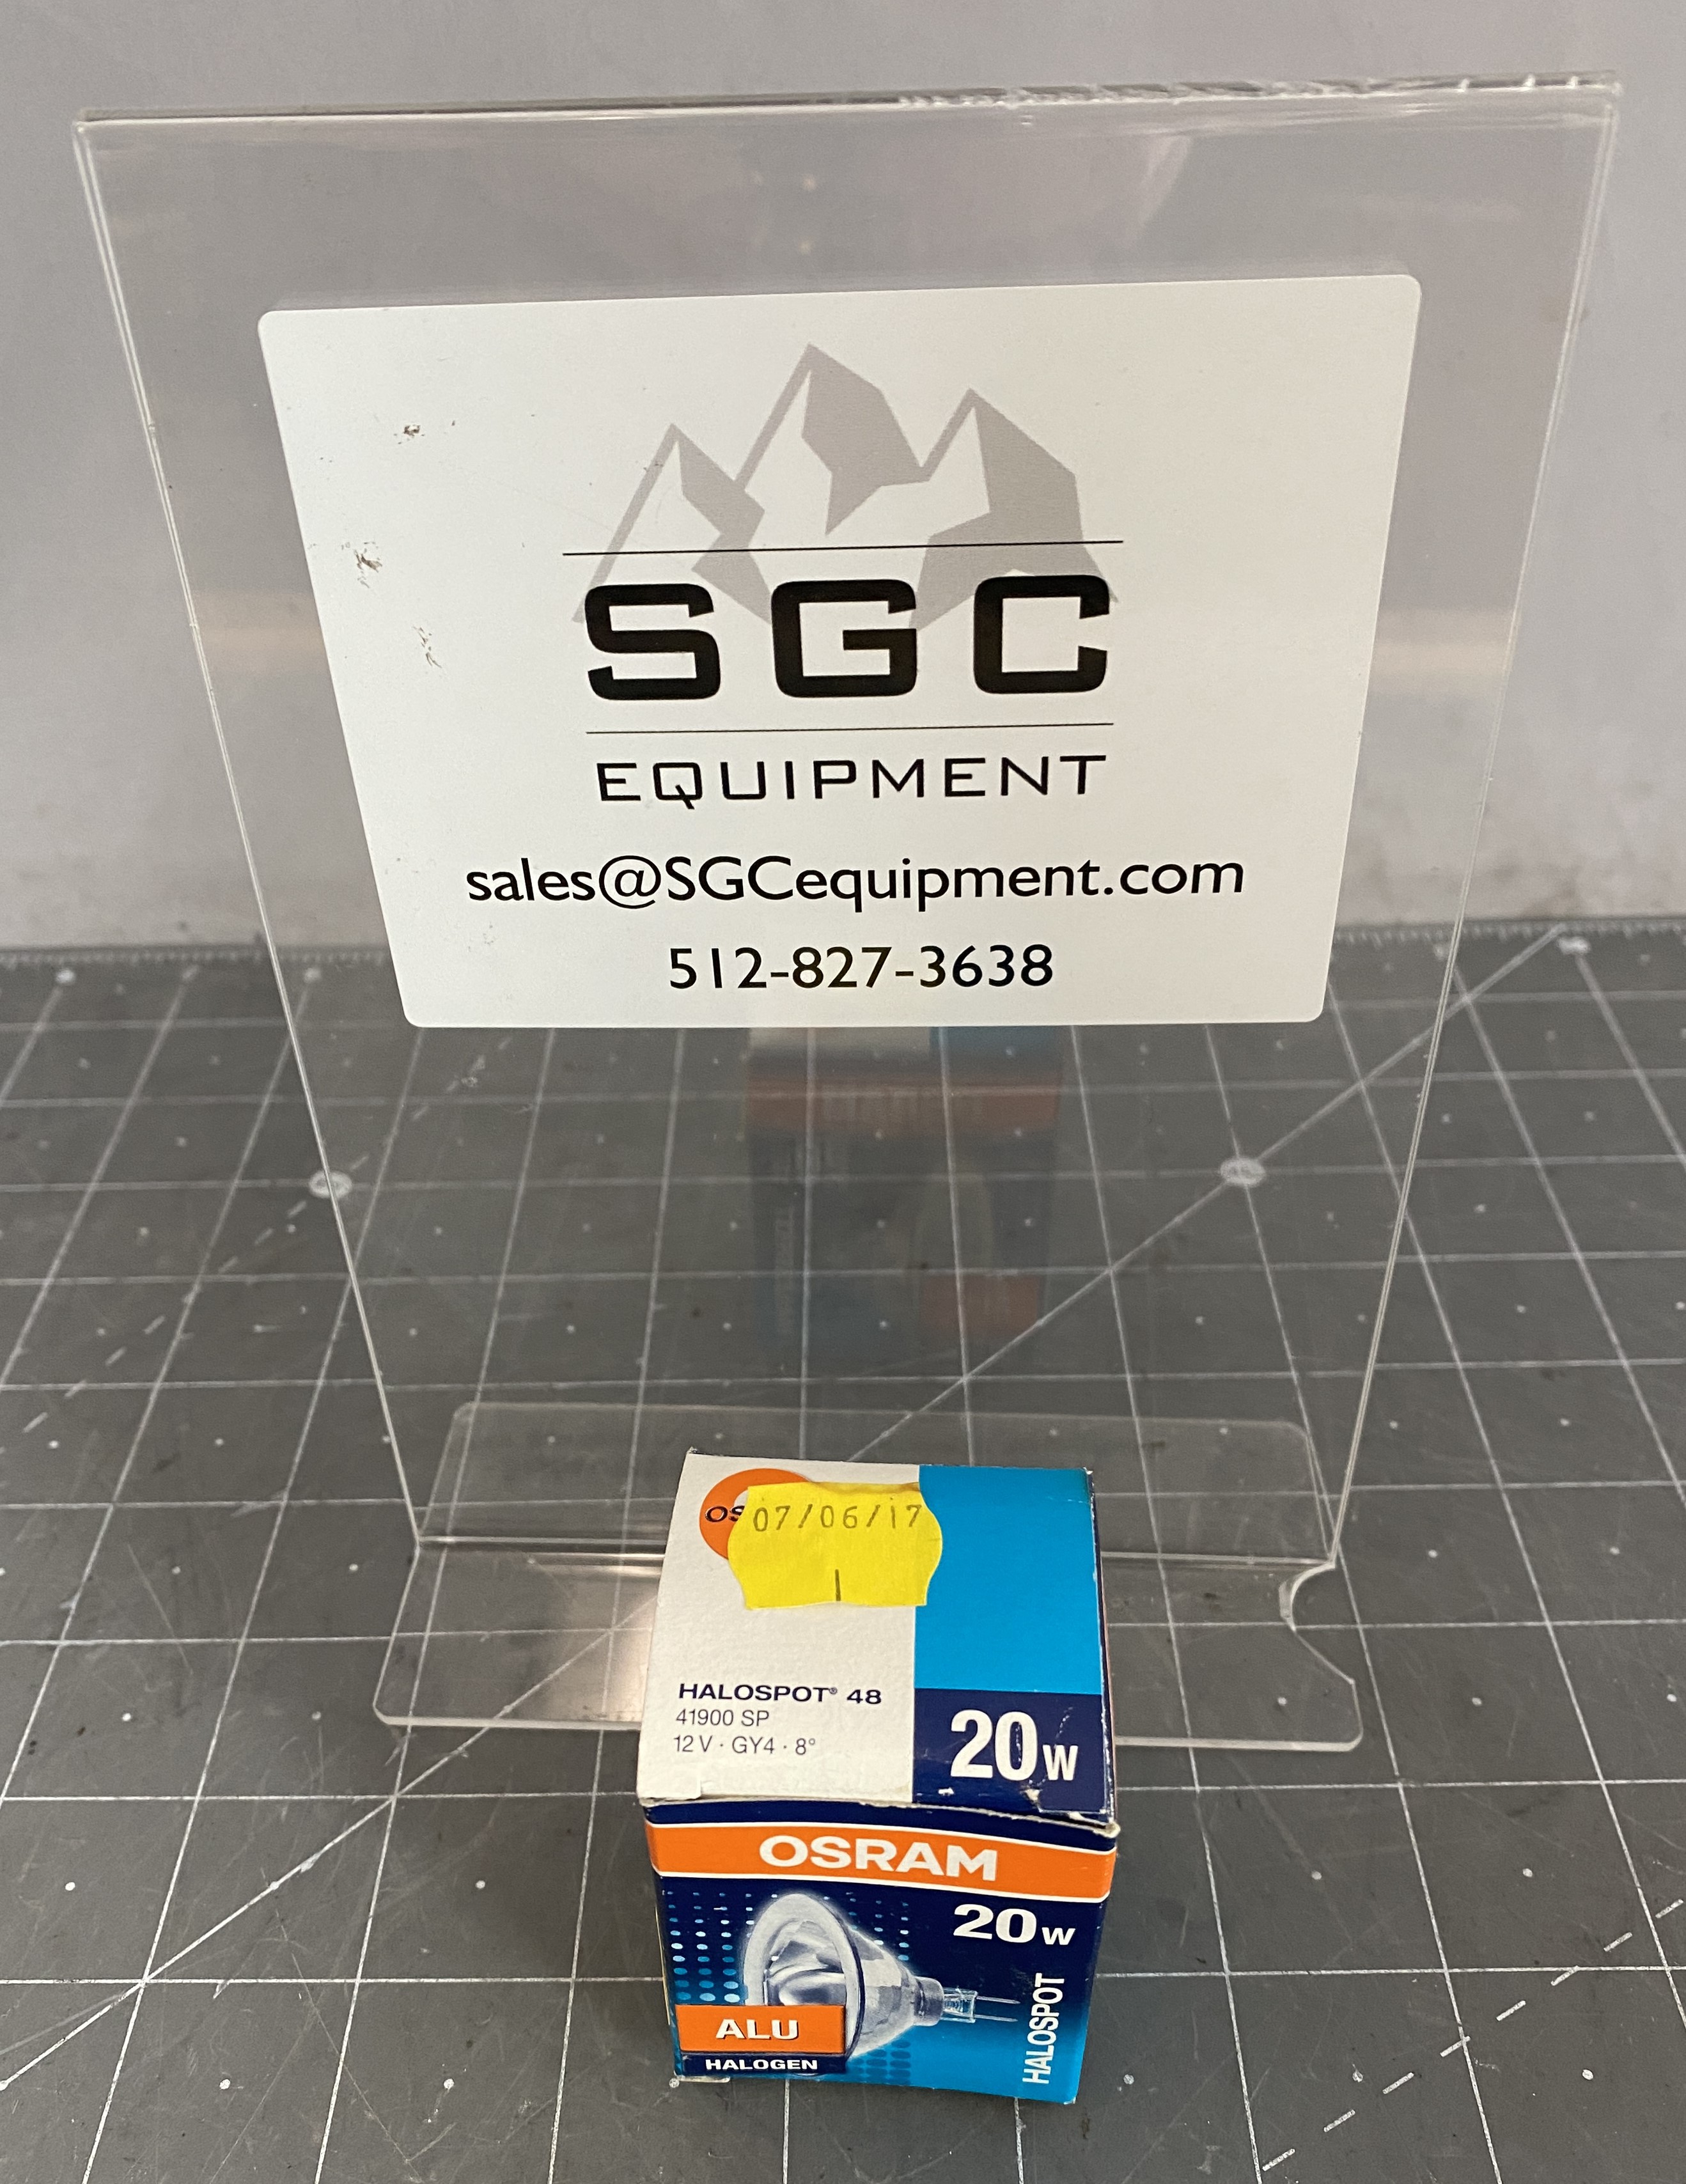 SGC
EQUIPMENT
sales@SGCequipment.com
512-827-3638
OS
07/06/17
HALOSPOT® 48
41900 SP
12 V · GY4 · 8°
20W
OSRAM
20W
HALOSPOT
ALU
HALOGEN